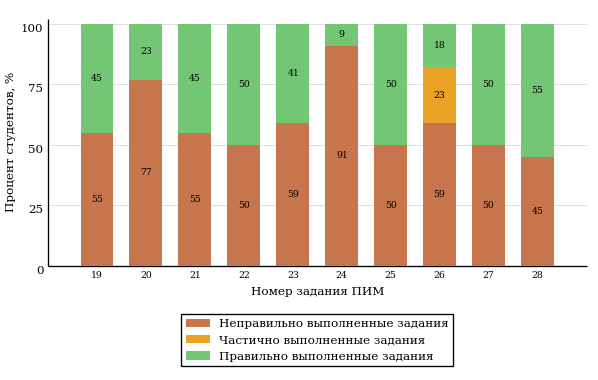 Процент студентов, %
100
75
50
25
0
45 23 45 50 41 9 50 18 50 55
23
55 77 55 50 59 91 50 59 50 45
19 20 21 22 23 24 25 26 27 28
Номер задания ПИМ
Неправильно выполненные задания
Частично выполненные задания
Правильно выполненные задания